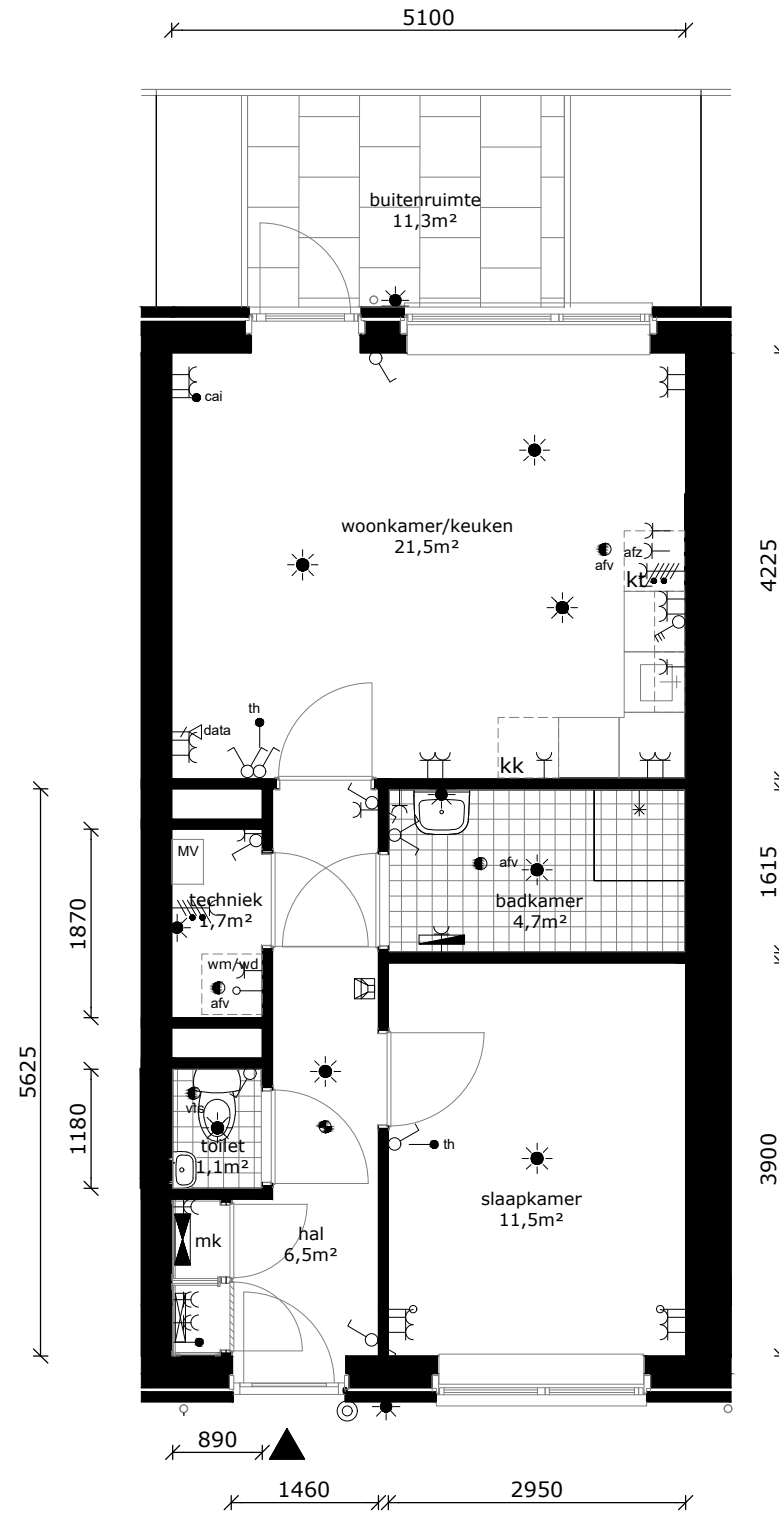 5100
buitenruimte
11,3m²
cai
woonkamer/keuken
21,5m²
afv
afz
kt
4225
th
data
kk
MV
techniek
1,7m²
afv
badkamer
4,7m²
1615
1870
wm/wd
afv
5625
vls
toilet
1,1m²
1180
th
slaapkamer
11,5m²
3900
mk
hal
6,5m²
890
1460
2950